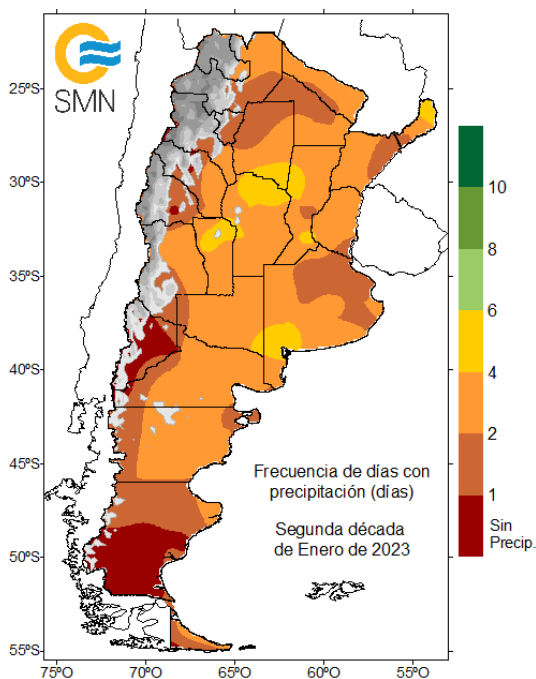 SMN
25ºS
30ºS
35ºS
40ºS
45ºS
50ºS
55ºS
75ºO
70ºO
65ºO
60ºO
55ºO
Frecuencia de días con
precipitación (días)
Segunda década
de Enero de 2023
10
8
6
4
2
1
Sin
Precip.